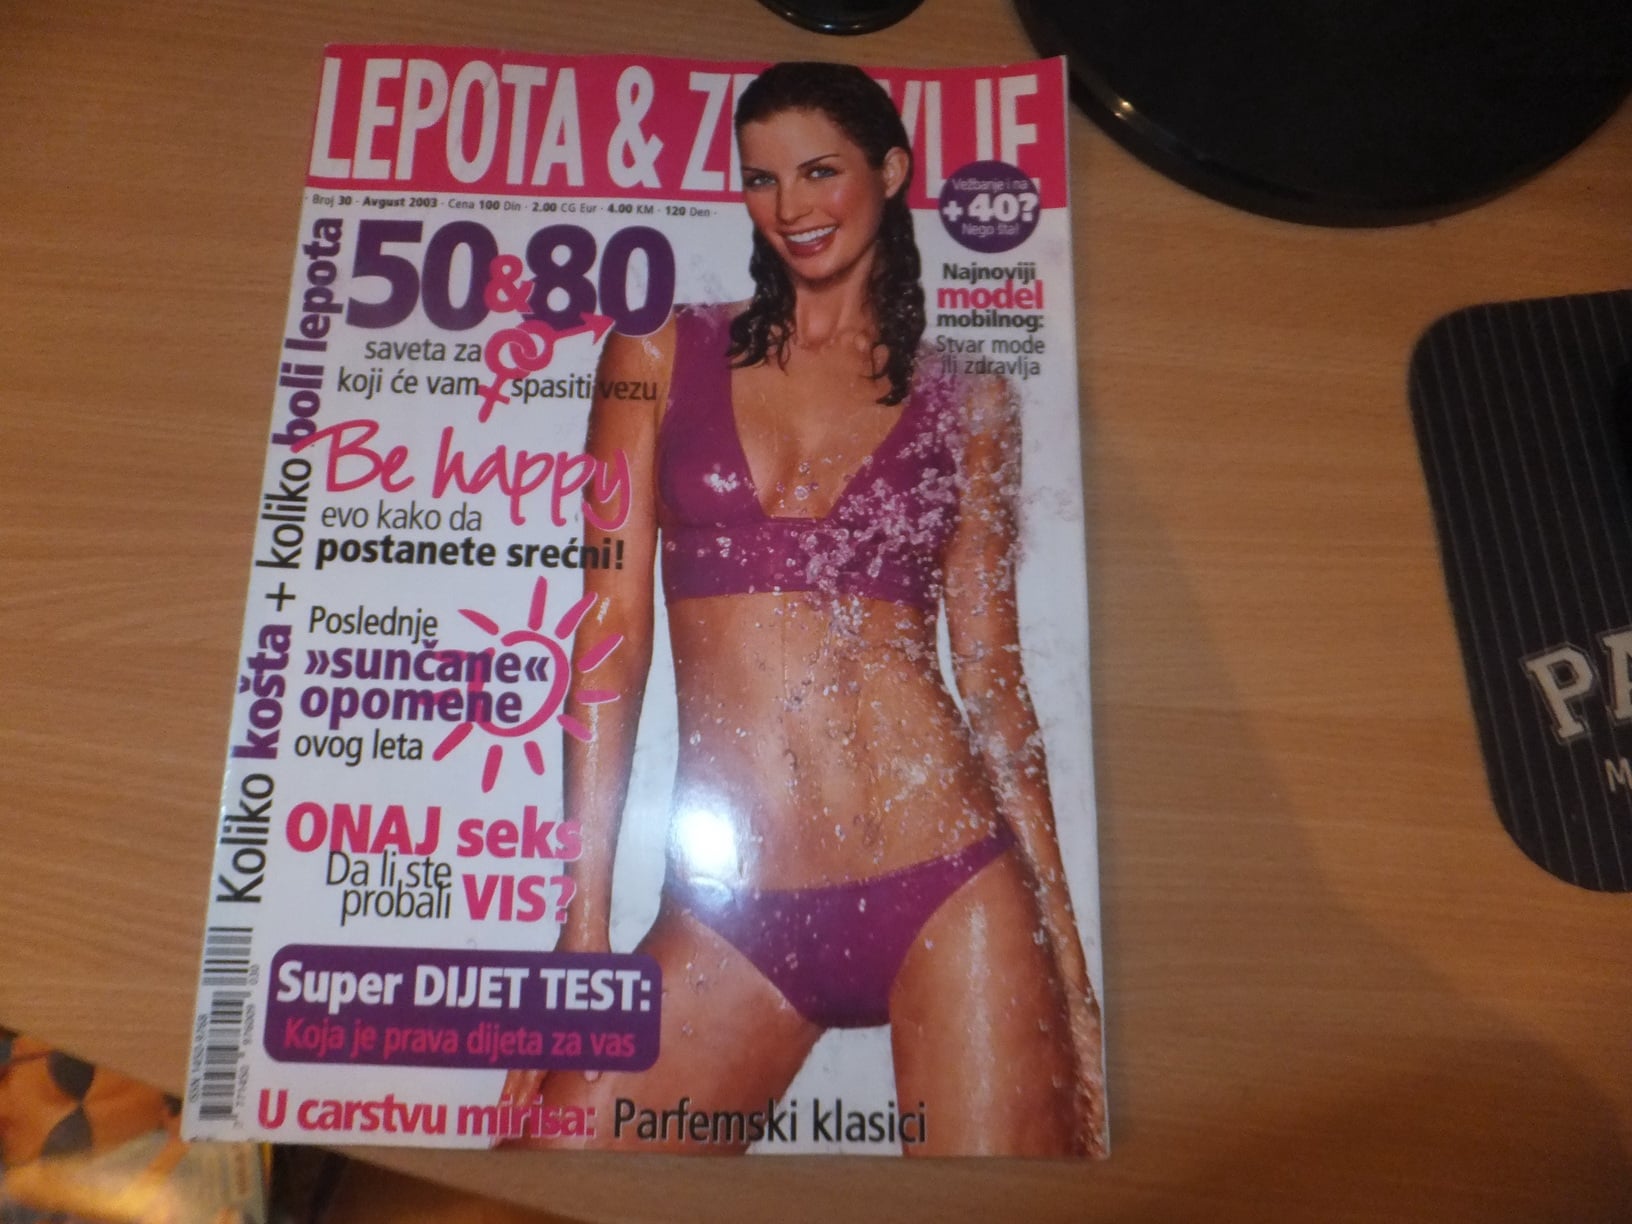 LEPOTA & ZDRAVLJE
Broj 30 - Avgust 2003 - Cena 100 Din - 2.00 CG Eur - 4.00 KM - 120 Den -
Vežbanje i na
+40?
Nego šta!
Najnoviji
model
mobilnog:
Stvar mode
ili zdravlja
50&80
saveta za
koji će vam spasiti vezu
Be happy
evo kako da
postanete srećni!
Poslednje
»sunčane«
opomene
ovog leta
ONAJ seks
Da li ste
probali VIS?
Super DIJET TEST:
Koja je prava dijeta za vas
U carstvu mirisa: Parfemski klasici
Koliko košta + koliko boli lepota
PA
M